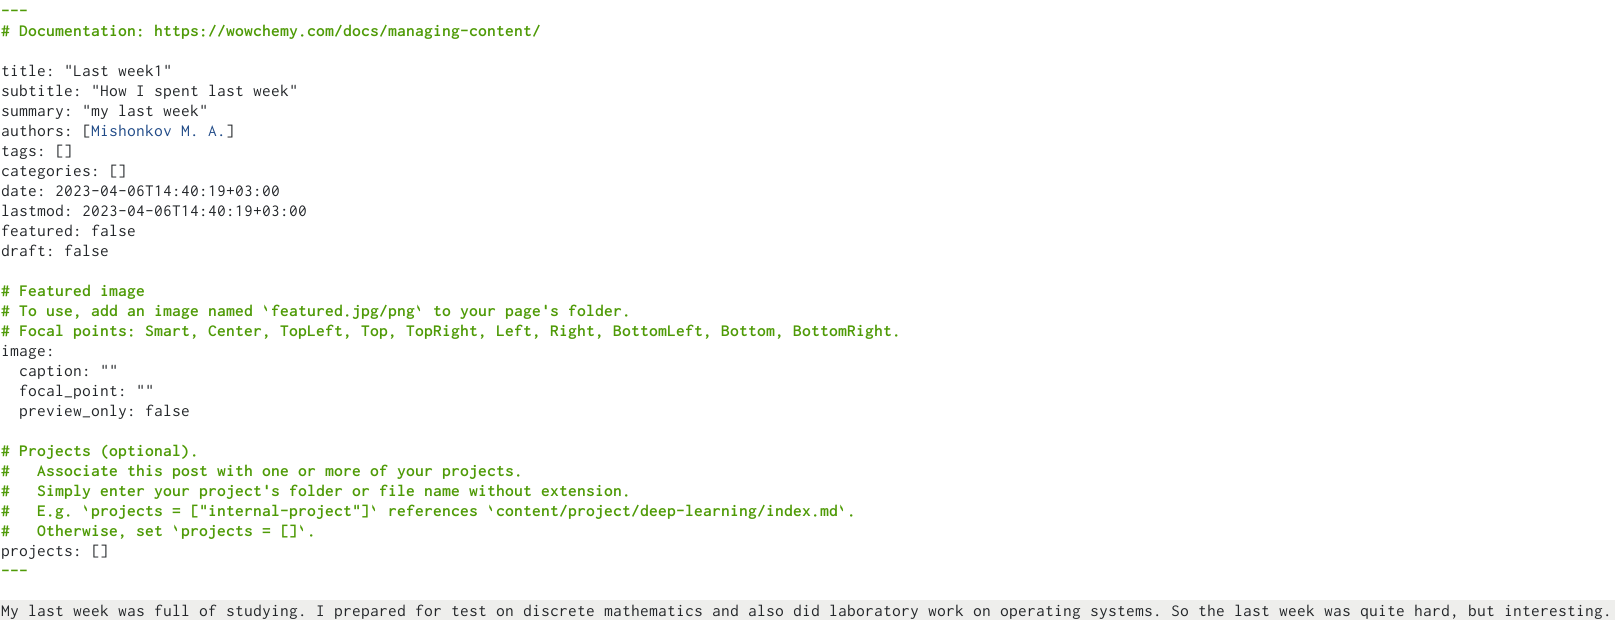 ---
# Documentation: https://wowchemy.com/docs/managing-content/
title: "Last week1"
subtitle: "How I spent last week"
summary: "my last week"
authors: [Mishonkov M. A.]
tags: []
categories: []
date: 2023-04-06T14:40:19+03:00
lastmod: 2023-04-06T14:40:19+03:00
featured: false
draft: false
# Featured image
# To use, add an image named `featured.jpg/png` to your page's folder.
# Focal points: Smart, Center, TopLeft, Top, TopRight, Left, Right, BottomLeft, Bottom, BottomRight.
image:
  caption: ""
  focal_point: ""
  preview_only: false
# Projects (optional).
#   Associate this post with one or more of your projects.
#   Simply enter your project's folder or file name without extension.
#   E.g. `projects = ["internal-project"]` references `content/project/deep-learning/index.md`.
#   Otherwise, set `projects = []`.
projects: []
---
My last week was full of studying. I prepared for test on discrete mathematics and also did laboratory work on operating systems. So the last week was quite hard, but interesting.